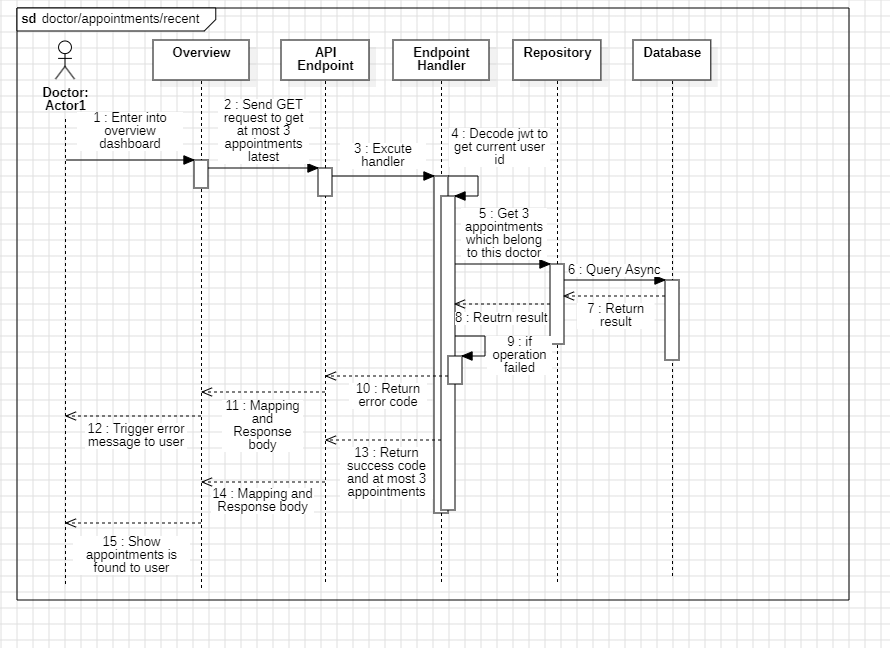 sd doctor/appointments/recent
Overview
API
Endpoint
Endpoint
Handler
Repository
Database
Doctor:
Actor1
1 : Enter into
overview
dashboard
2 : Send GET
request to get
at most 3
appointments
latest
3 : Excute
handler
4 : Decode jwt to
get current user
id
5 : Get 3
appointments
which belong
to this doctor
6 : Query Async
7 : Return
result
8 : Reutrn result
9 : if
operation
failed
10 : Return
error code
11 : Mapping
and
Response
body
12 : Trigger error
message to user
13 : Return
success code
and at most 3
appointments
14 : Mapping and
Response body
15 : Show
appointments is
found to user